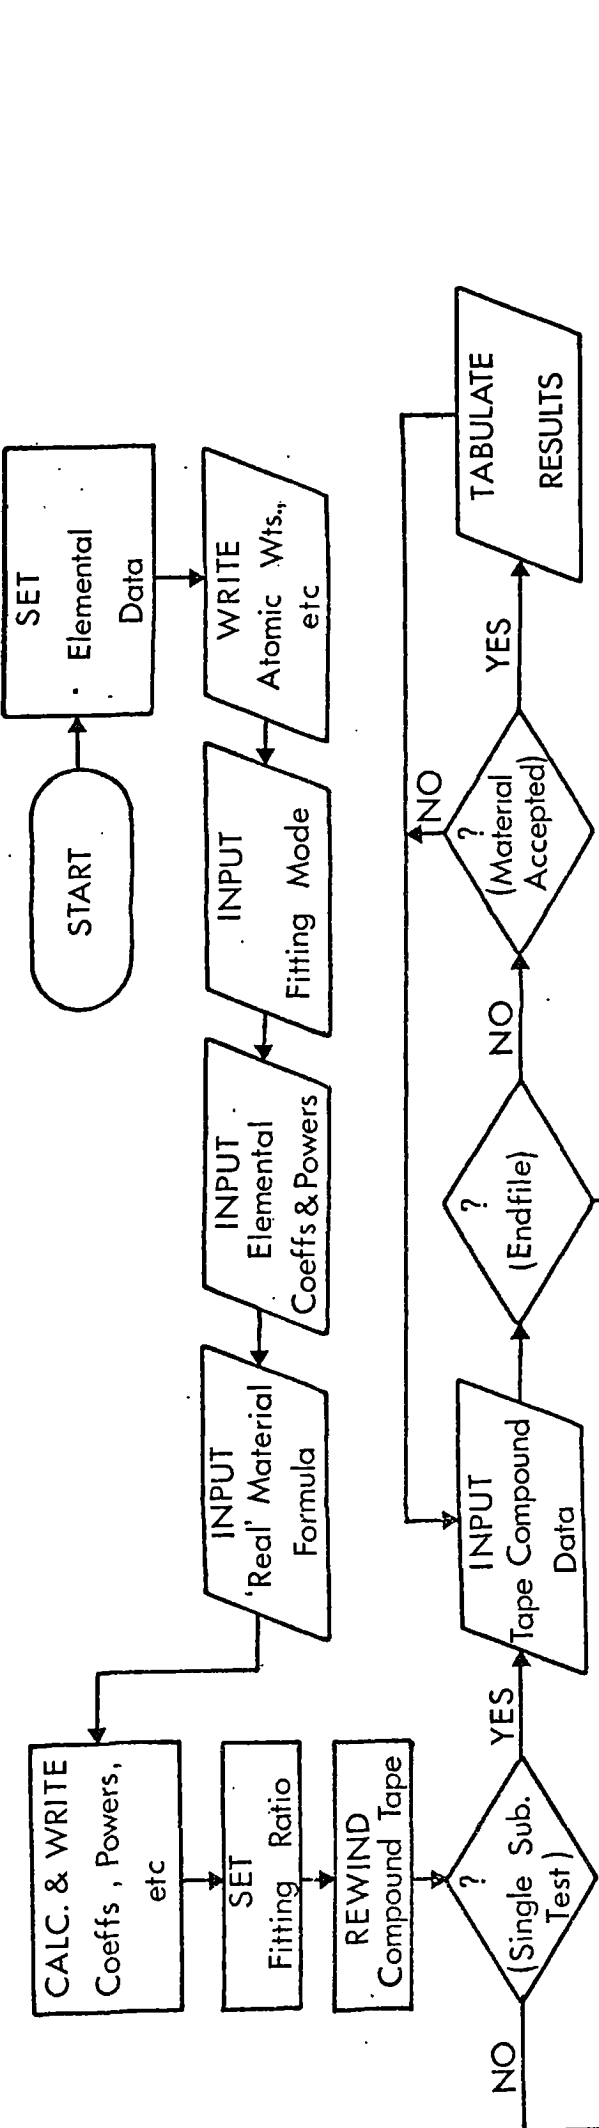 START
SET
Elemental
Data
WRITE
Atomic Wts.,
etc
INPUT
Fitting Mode
INPUT
Elemental
Coeffs & Powers
INPUT
'Real' Material
Formula
CALC. & WRITE
Coeffs , Powers,
etc
SET
Fitting Ratio
REWIND
Compound Tape
?
(Single Sub.
Test)
NO
YES
INPUT
Tape Compound
Data
?
(Endfile)
NO
?
(Material
Accepted)
NO
YES
TABULATE
RESULTS